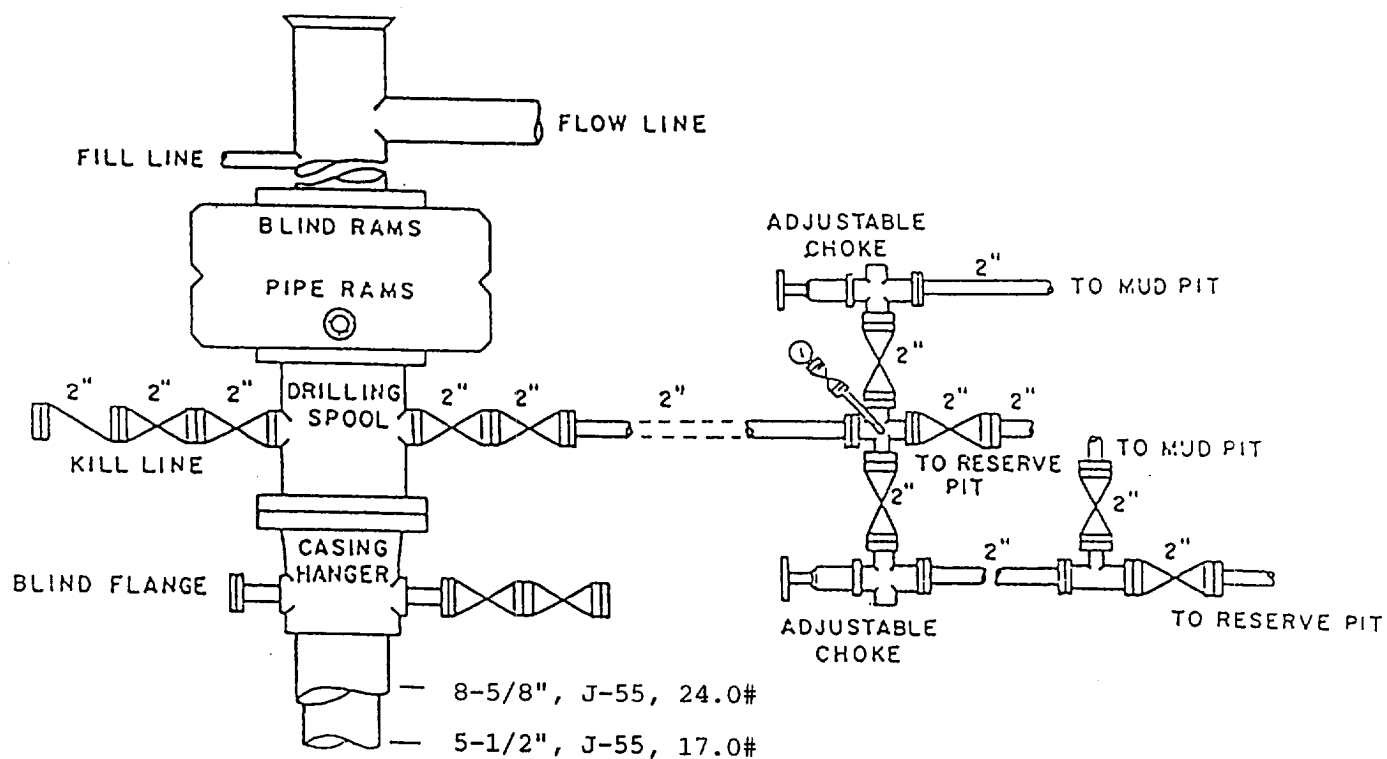 FLOW LINE
FILL LINE
BLIND RAMS
PIPE RAMS
ADJUSTABLE
CHOKE
2"
TO MUD PIT
2"
2"
2"
2"
DRILLING
SPOOL
2"
2"
2"
2"
2"
KILL LINE
TO RESERVE
PIT
TO MUD PIT
2"
2"
CASING
HANGER
2"
2"
BLIND FLANGE
TO RESERVE PIT
ADJUSTABLE
CHOKE
8-5/8", J-55, 24.0#
5-1/2", J-55, 17.0#